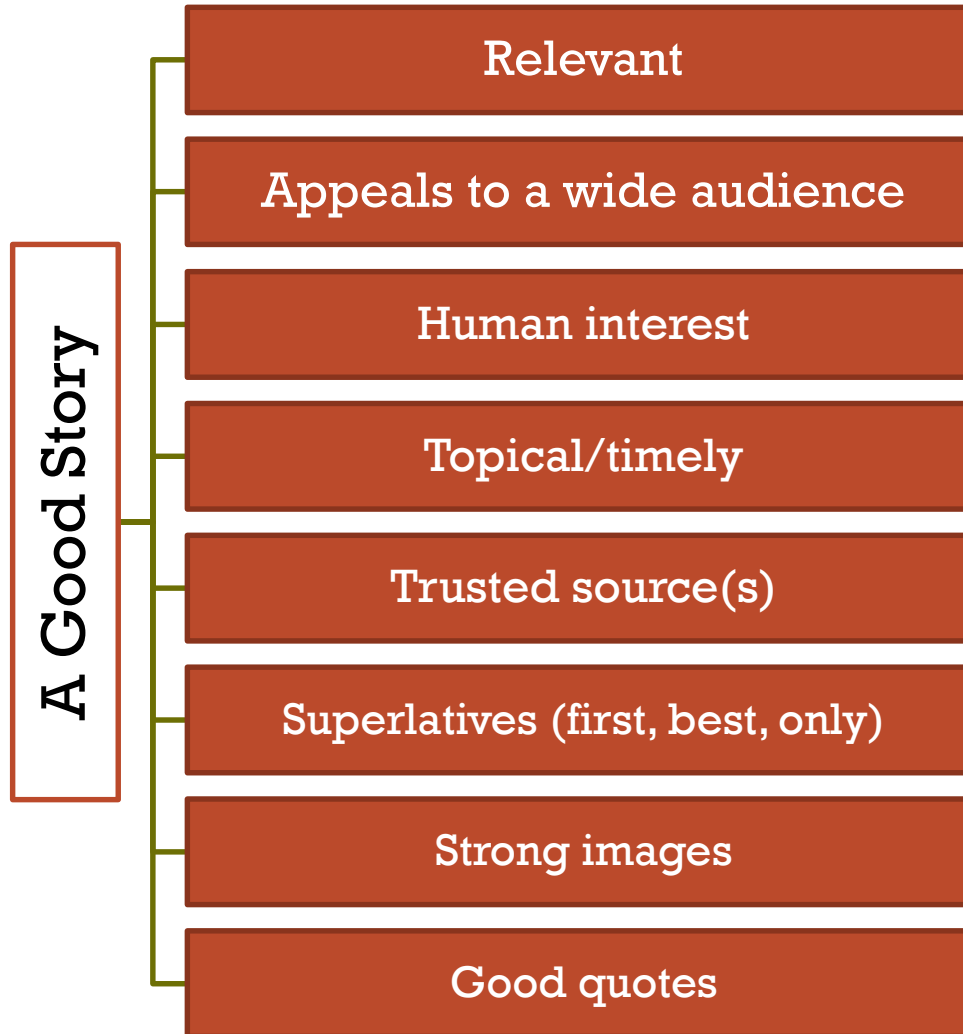 A Good Story
Relevant
Appeals to a wide audience
Human interest
Topical/timely
Trusted source(s)
Superlatives (first, best, only)
Strong images
Good quotes